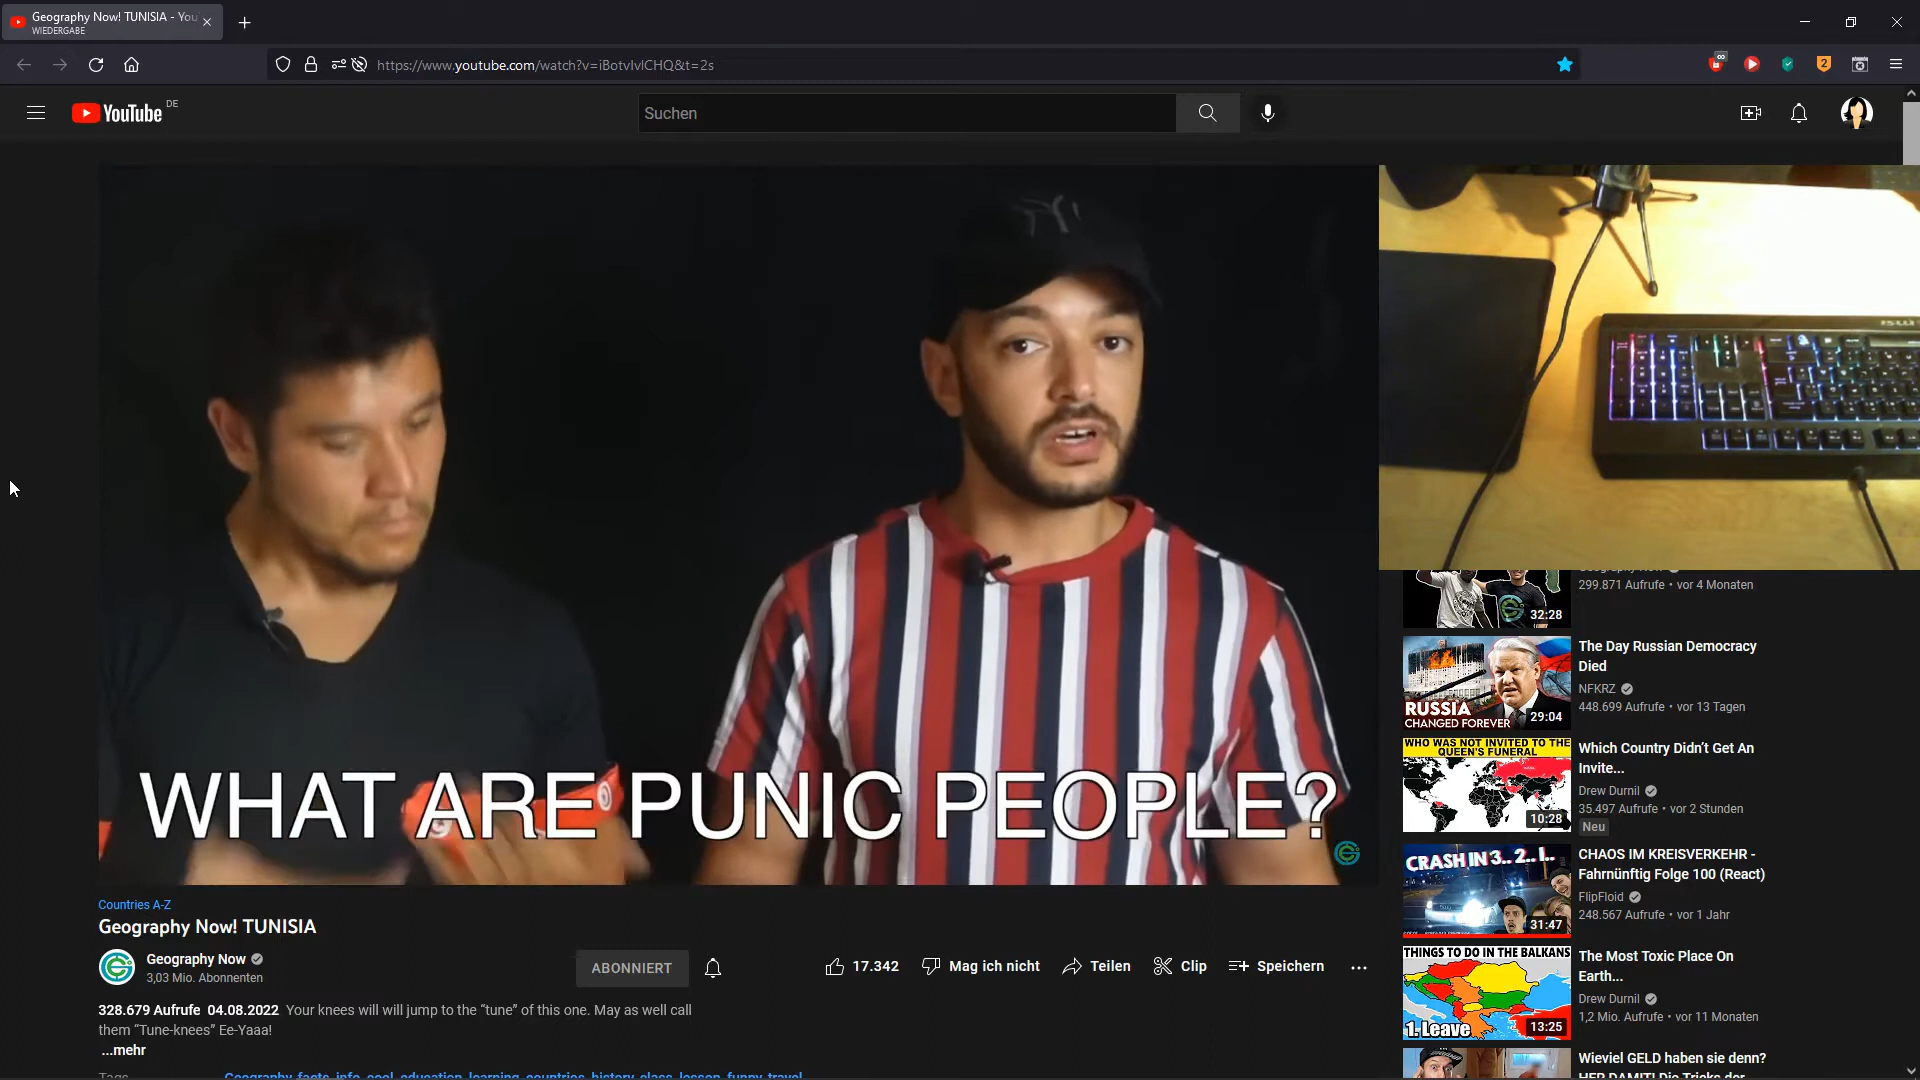 Geography Now! TUNISIA - You
WIEDERGABE
https://www.youtube.com/watch?v=iBotvIvlCHQ&t=2s
2
YouTube DE
Suchen
WHAT ARE PUNIC PEOPLE?
Countries A-Z
Geography Now! TUNISIA
Geography Now
3,03 Mio. Abonnenten
ABONNIERT
17.342
Mag ich nicht
Teilen
Clip
Speichern
328.679 Aufrufe 04.08.2022 Your knees will will jump to the “tune” of this one. May as well call
them “Tune-knees” Ee-Yaaa!
...mehr
Tags
Geography facts info cool education learning countries history class lesson funny travel
299.871 Aufrufe • vor 4 Monaten
32:28
RUSSIA
CHANGED FOREVER
29:04
The Day Russian Democracy
Died
NFKRZ
448.699 Aufrufe • vor 13 Tagen
WHO WAS NOT INVITED TO THE
QUEEN'S FUNERAL
10:28
Which Country Didn’t Get An
Invite...
Drew Durnil
35.497 Aufrufe • vor 2 Stunden
Neu
CRASH IN 3.. 2.. 1..
31:47
CHAOS IM KREISVERKEHR -
Fahrnünftig Folge 100 (React)
FlipFloid
248.567 Aufrufe • vor 1 Jahr
THINGS TO DO IN THE BALKANS
1. Leave
13:25
The Most Toxic Place On
Earth...
Drew Durnil
1,2 Mio. Aufrufe • vor 11 Monaten
Wieviel GELD haben sie denn?
HER DAMIT! Die Tricks der